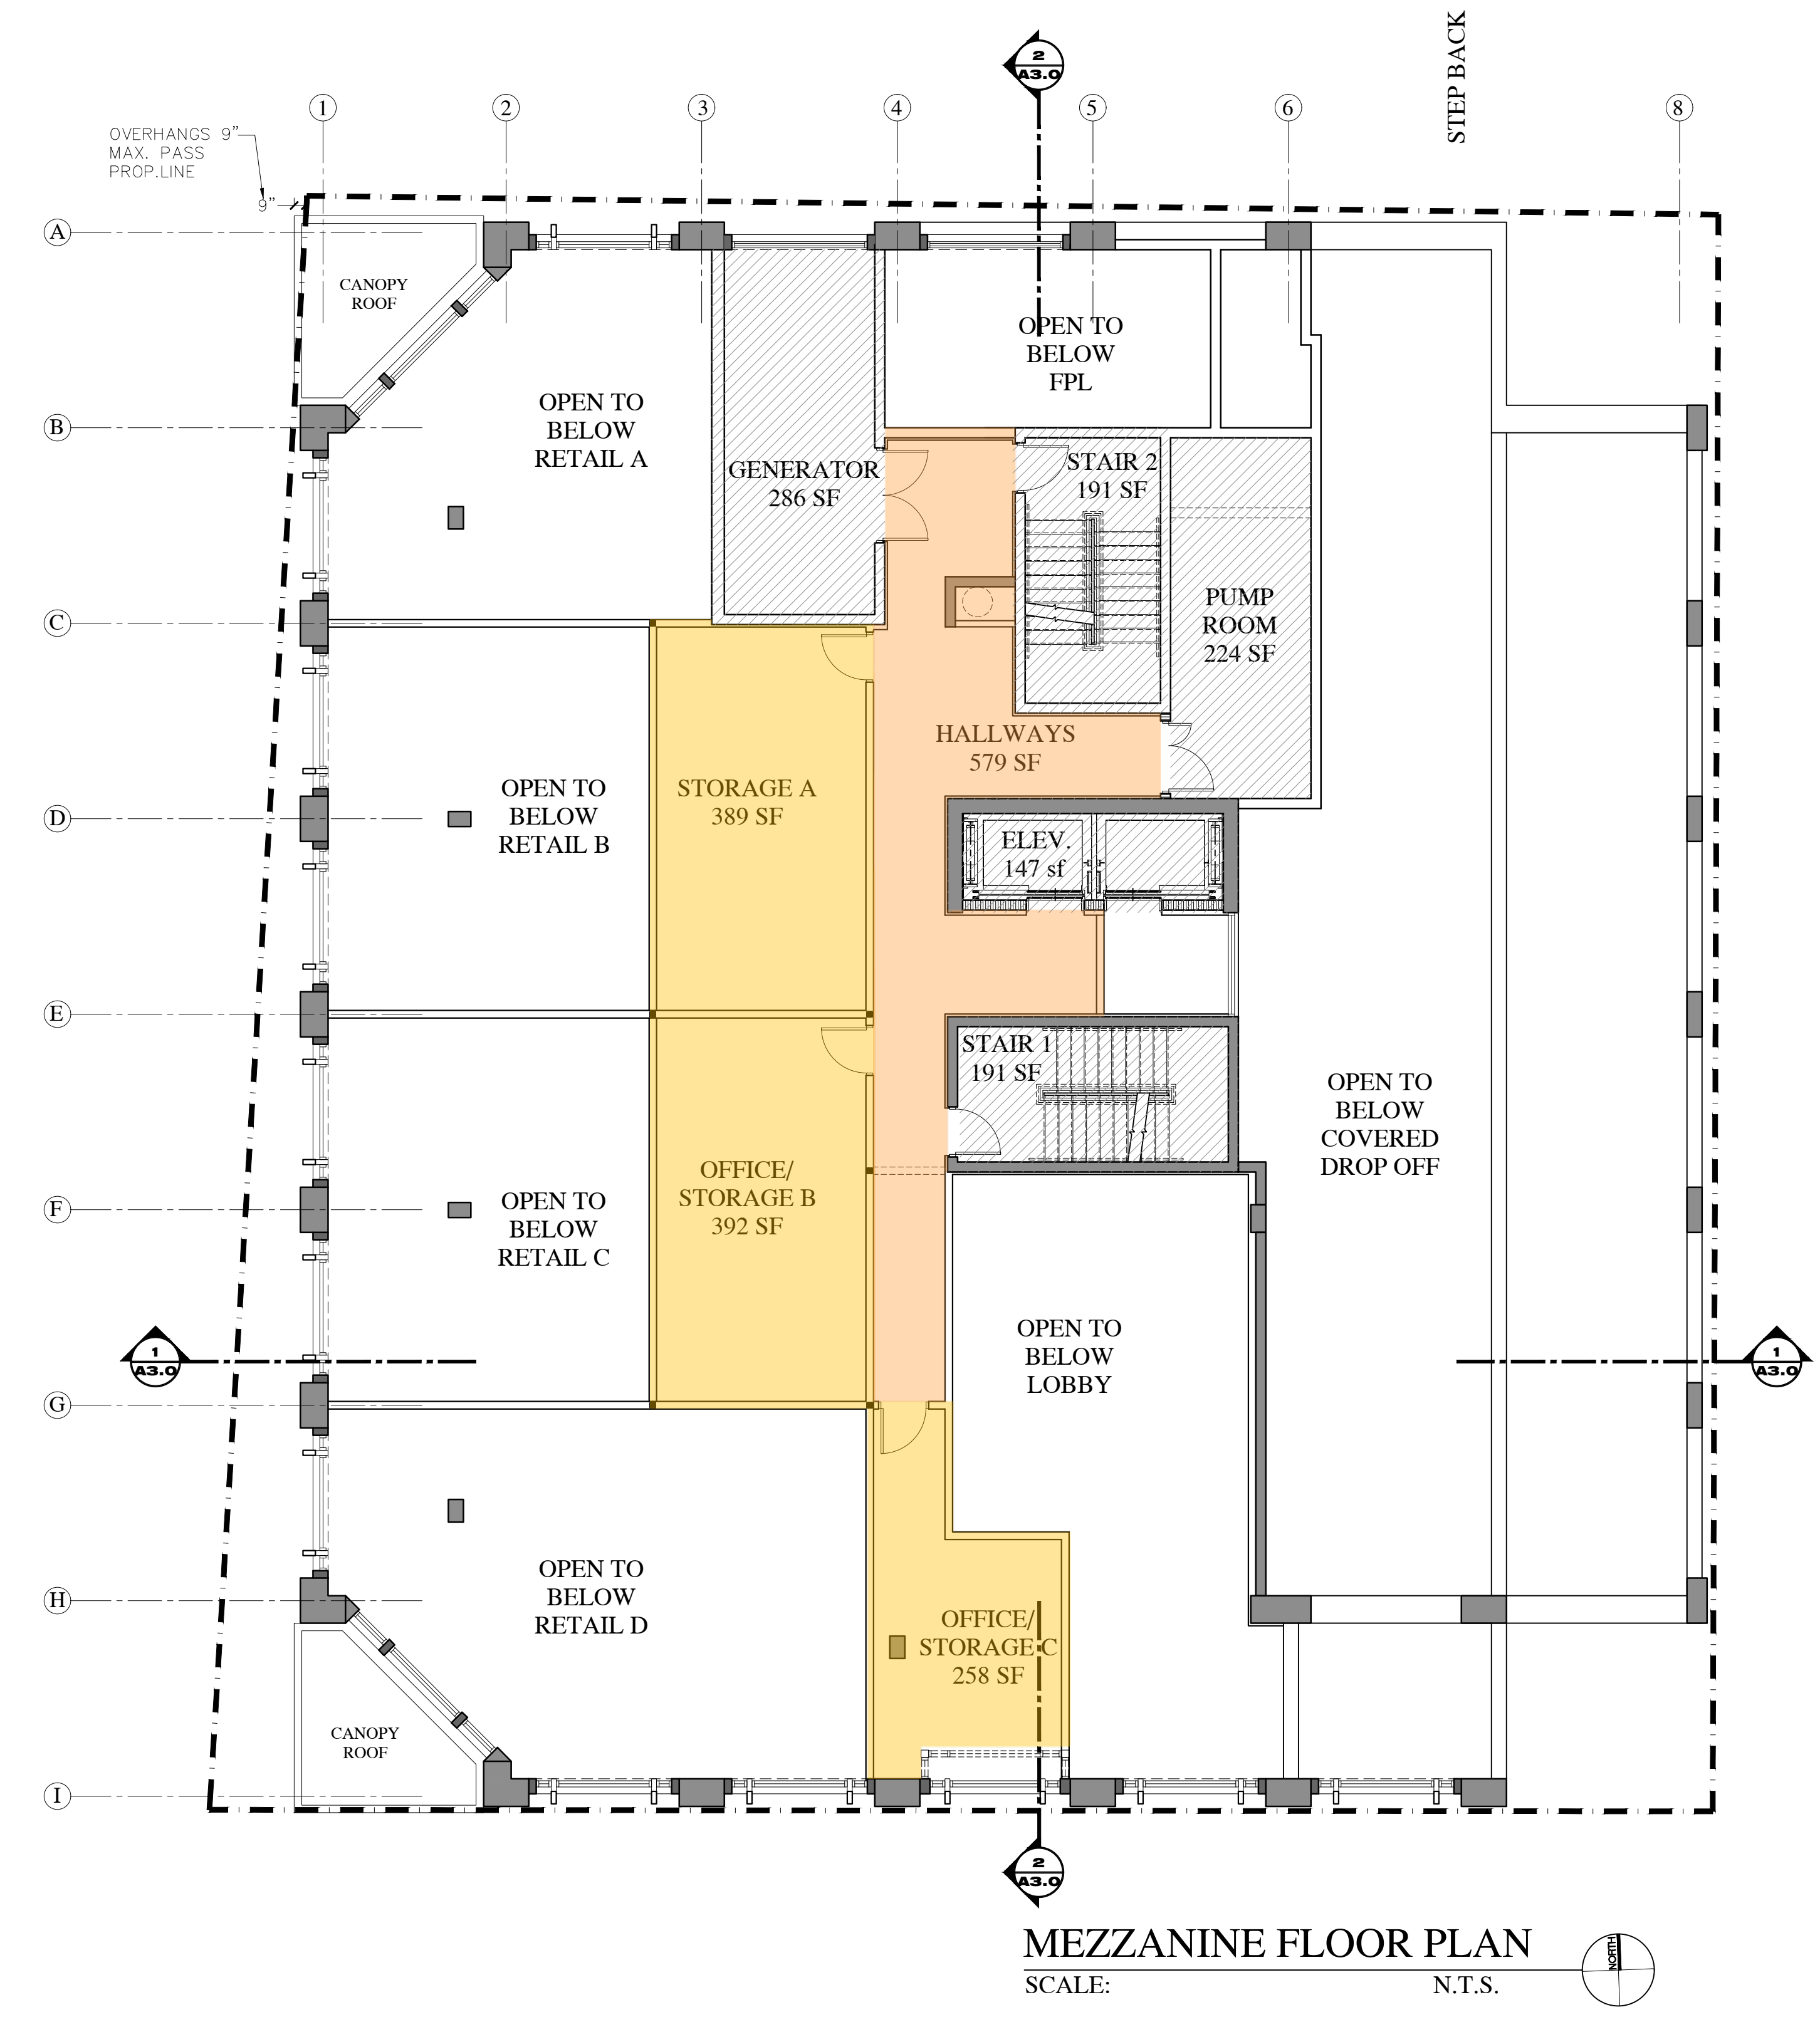 STEP BACK
2
A3.0
1
2
3
4
5
6
8
OVERHANGS 9"
MAX. PASS
PROP.LINE
9"
A
CANOPY
ROOF
OPEN TO
BELOW
FPL
B
OPEN TO
BELOW
RETAIL A
GENERATOR
286 SF
STAIR 2
191 SF
C
PUMP
ROOM
224 SF
HALLWAYS
579 SF
D
OPEN TO
BELOW
RETAIL B
STORAGE A
389 SF
ELEV.
147 sf
E
STAIR 1
191 SF
OPEN TO
BELOW
COVERED
DROP OFF
F
OPEN TO
BELOW
RETAIL C
OFFICE/
STORAGE B
392 SF
OPEN TO
BELOW
LOBBY
1
A3.0
1
A3.0
G
H
OPEN TO
BELOW
RETAIL D
OFFICE/
STORAGE C
258 SF
CANOPY
ROOF
I
2
A3.0
MEZZANINE FLOOR PLAN
SCALE: N.T.S.
NORTH